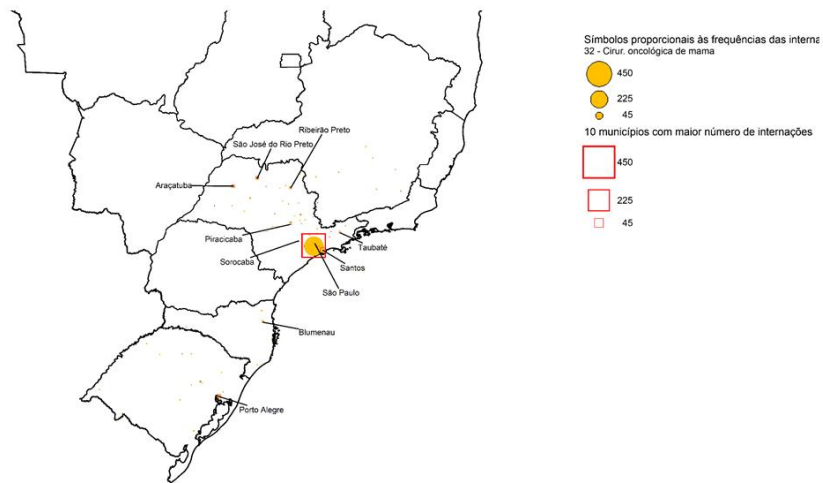 Símbolos proporcionais às frequências das interna
32 - Cirur. oncológica de mama
450
225
45
10 municípios com maior número de internações
450
225
45
Ribeirão Preto
São José do Rio Preto
Araçatuba
Piracicaba
Taubaté
Sorocaba
Santos
São Paulo
Blumenau
Porto Alegre